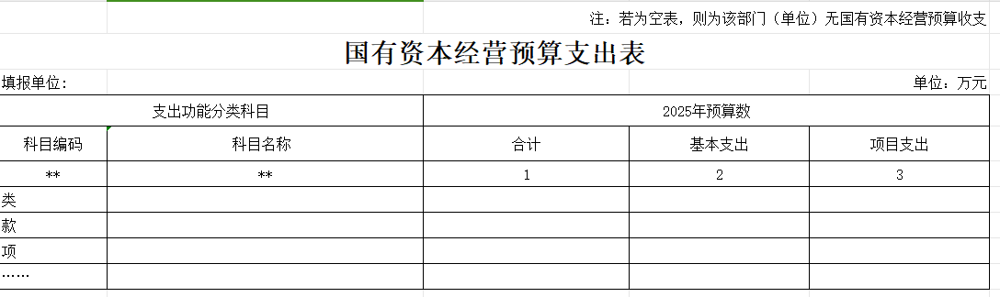 注：若为空表，则为该部门（单位）无国有资本经营预算收支
国有资本经营预算支出表
填报单位: 单位：万元
支出功能分类科目 2025年预算数
科目编码 科目名称 合计 基本支出 项目支出
** ** 1 2 3
类
款
项
……